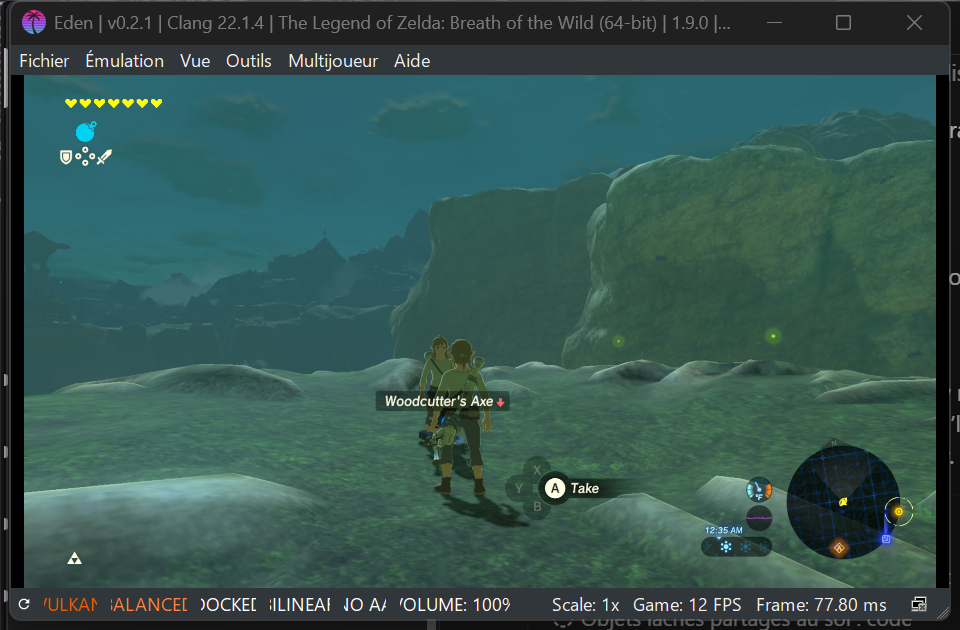 Eden | v0.2.1 | Clang 22.1.4 | The Legend of Zelda: Breath of the Wild (64-bit) | 1.9.0 |...
Fichier Émulation Vue Outils Multijoueur Aide
Woodcutter's Axe
X
Y A Take
B
N
°F
12:35 AM
VULKAN BALANCED DOCKED BILINEAR NO AA VOLUME: 100% Scale: 1x Game: 12 FPS Frame: 77.80 ms
Objets lâchés partagés au sol : code